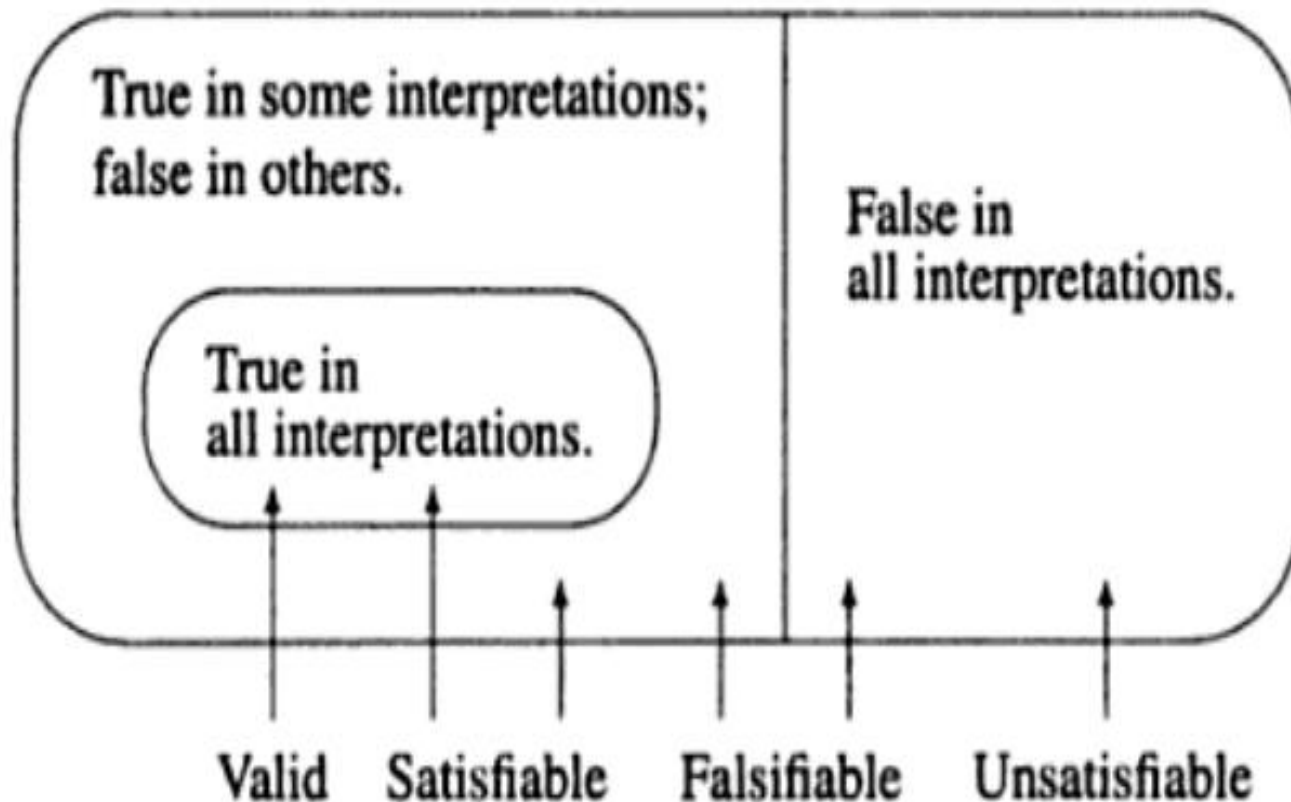 True in some interpretations;
false in others.
False in
all interpretations.
True in
all interpretations.
Valid Satisfiable Falsifiable Unsatisfiable